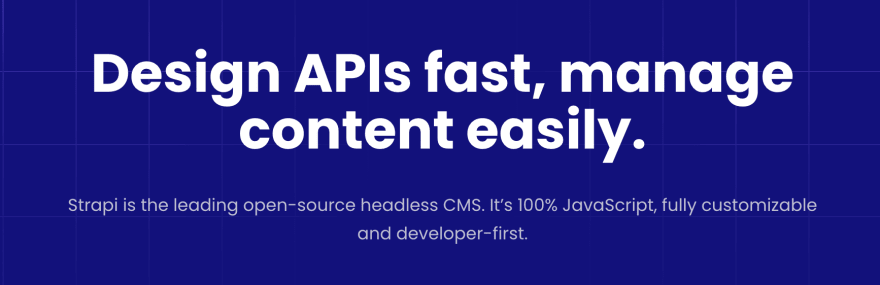 Design APIs fast, manage
content easily.
Strapi is the leading open-source headless CMS. It’s 100% JavaScript, fully customizable
and developer-first.